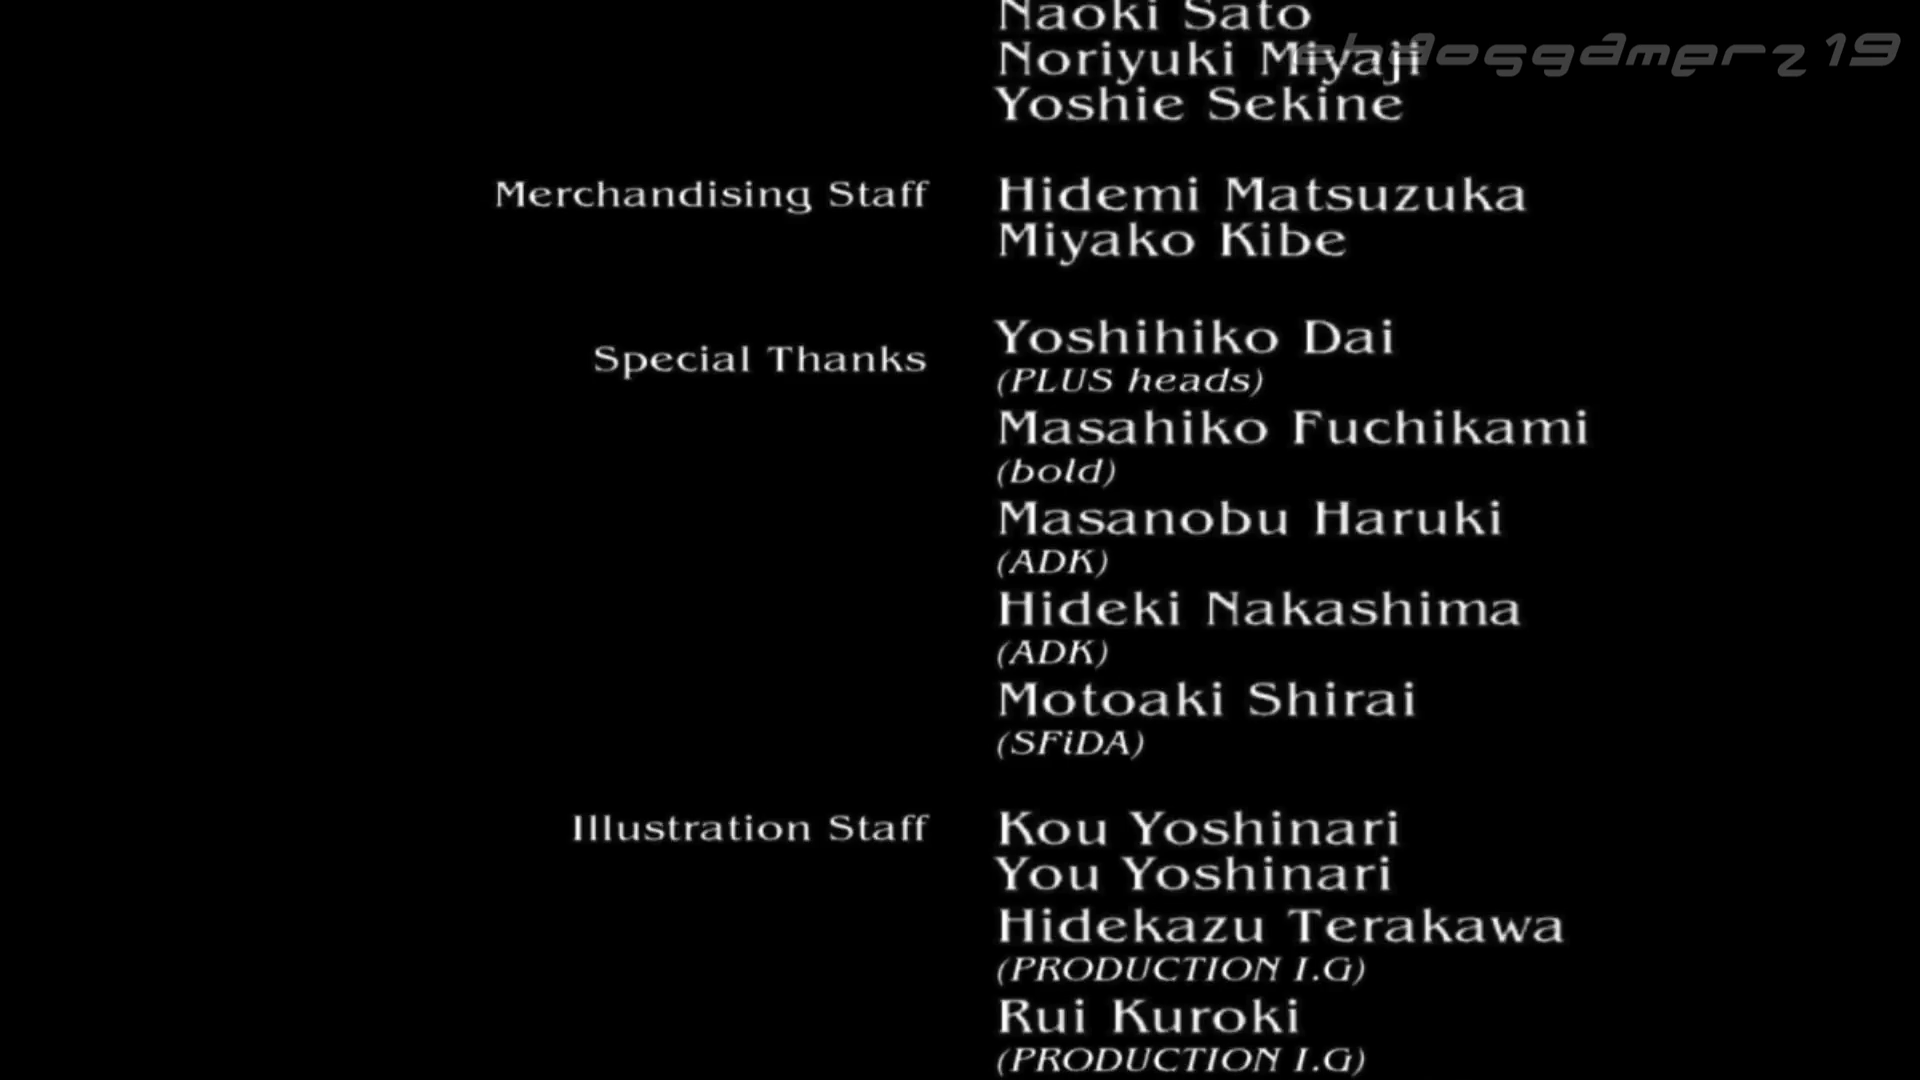 Naoki Sato
Noriyuki Miyaji
Yoshie Sekine
chaosgamerz19
Merchandising Staff
Hidemi Matsuzuka
Miyako Kibe
Special Thanks
Yoshihiko Dai
(PLUS heads)
Masahiko Fuchikami
(bold)
Masanobu Haruki
(ADK)
Hideki Nakashima
(ADK)
Motoaki Shirai
(SFiDA)
Illustration Staff
Kou Yoshinari
You Yoshinari
Hidekazu Terakawa
(PRODUCTION I.G)
Rui Kuroki
(PRODUCTION I.G)